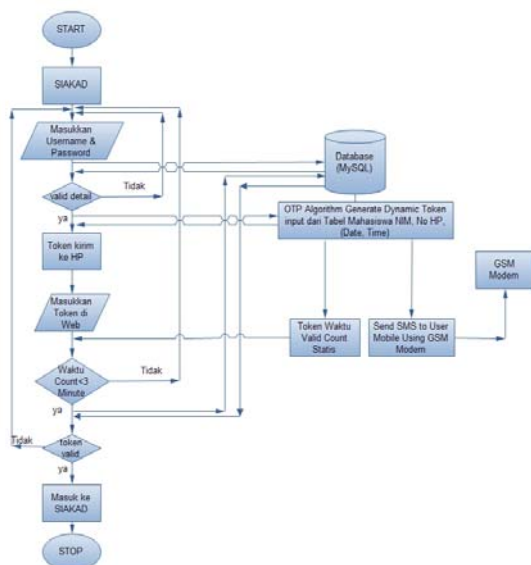 START
SIAKAD
Masukkan
Username &
Password
Database
(MySQL)
valid detail
Tidak
ya
OTP Algorithm Generate Dynamic Token
input dari Tabel Mahasiswa NIM, No HP,
(Date, Time)
Token kirim
ke HP
GSM
Modem
Masukkan
Token di
Web
Token Waktu
Valid Count
Statis
Send SMS to User
Mobile Using GSM
Modem
Waktu
Count<3
Minute
Tidak
ya
Tidak
token
valid
ya
Masuk ke
SIAKAD
STOP